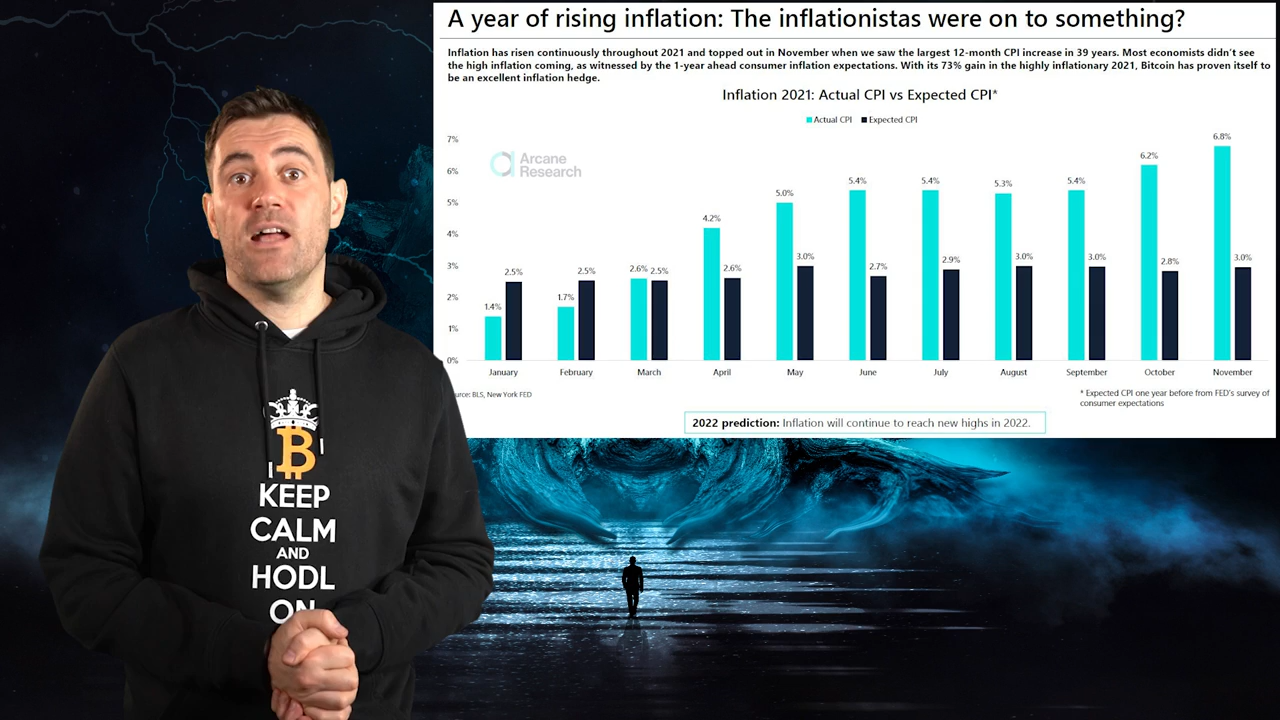 A year of rising inflation: The inflationistas were on to something?
Inflation has risen continuously throughout 2021 and topped out in November when we saw the largest 12-month CPI increase in 39 years. Most economists didn't see
the high inflation coming, as witnessed by the 1-year ahead consumer inflation expectations. With its 73% gain in the highly inflationary 2021, Bitcoin has proven itself to
be an excellent inflation hedge.
Inflation 2021: Actual CPI vs Expected CPI*
Actual CPI Expected CPI
Arcane
Research
7%
6%
5%
4%
3%
2%
1%
0%
1.4% 2.5%
1.7% 2.5%
2.6% 2.5%
4.2% 2.6%
5.0% 3.0%
5.4% 2.7%
5.4% 2.9%
5.3% 3.0%
5.4% 3.0%
6.2% 2.8%
6.8% 3.0%
January February March April May June July August September October November
urce: BLS, New York FED
* Expected CPI one year before from FED's survey of
consumer expectations
2022 prediction: Inflation will continue to reach new highs in 2022.
KEEP
CALM
AND
HODL
ON